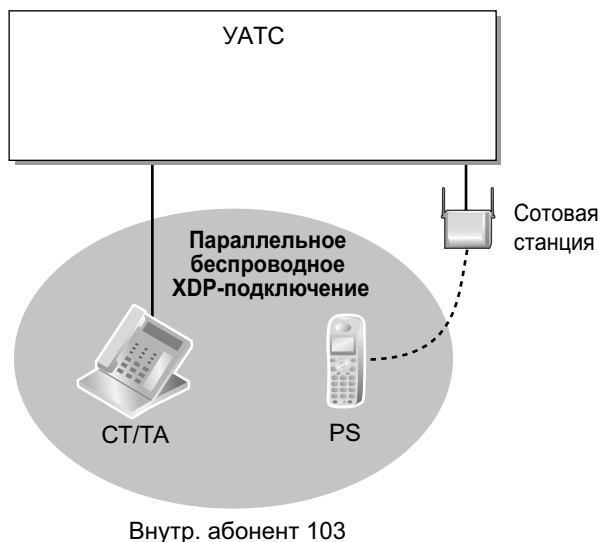 УАТС
Сотовая
станция
Параллельное
беспроводное
XDP-подключение
СТ/ТА
PS
Внутр. абонент 103